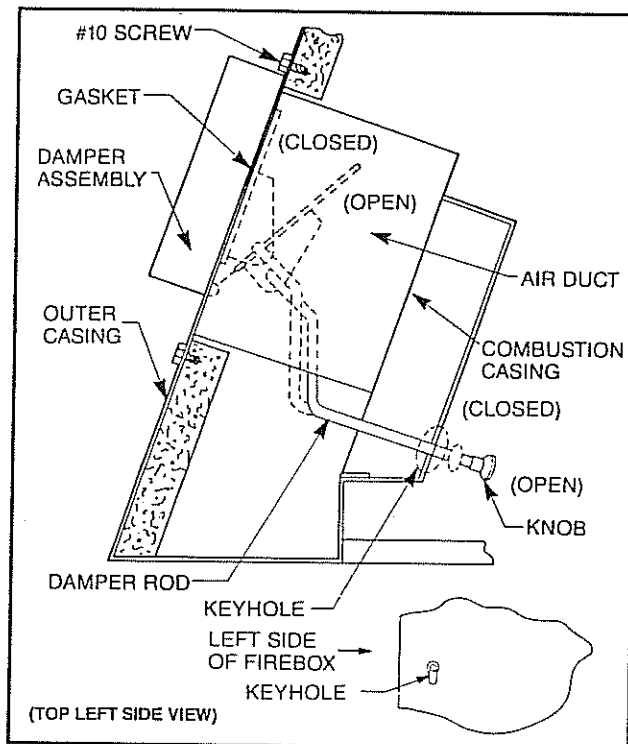 #10 SCREW
GASKET
(CLOSED)
DAMPER
ASSEMBLY
(OPEN)
AIR DUCT
OUTER
CASING
COMBUSTION
CASING
(CLOSED)
(OPEN)
KNOB
DAMPER ROD
KEYHOLE
LEFT SIDE
OF FIREBOX
KEYHOLE
(TOP LEFT SIDE VIEW)